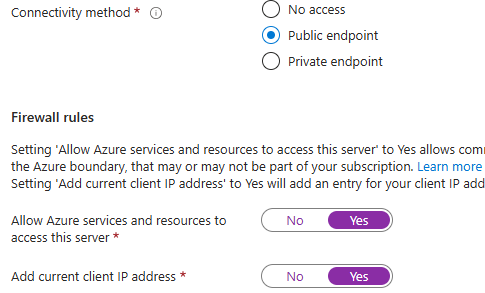 Connectivity method *
No access
Public endpoint
Private endpoint
Firewall rules
Setting 'Allow Azure services and resources to access this server' to Yes allows com
the Azure boundary, that may or may not be part of your subscription. Learn more
Setting 'Add current client IP address' to Yes will add an entry for your client IP add
Allow Azure services and resources to
access this server *
No Yes
Add current client IP address *
No Yes